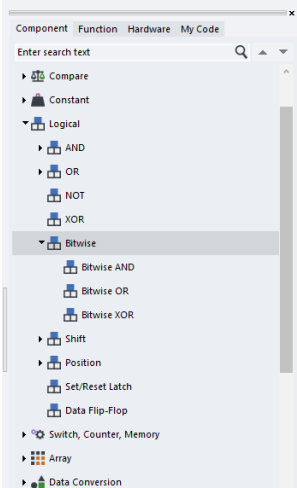 Component Function Hardware My Code
Enter search text
Compare
Constant
Logical
AND
OR
NOT
XOR
Bitwise
Bitwise AND
Bitwise OR
Bitwise XOR
Shift
Position
Set/Reset Latch
Data Flip-Flop
Switch, Counter, Memory
Array
Data Conversion